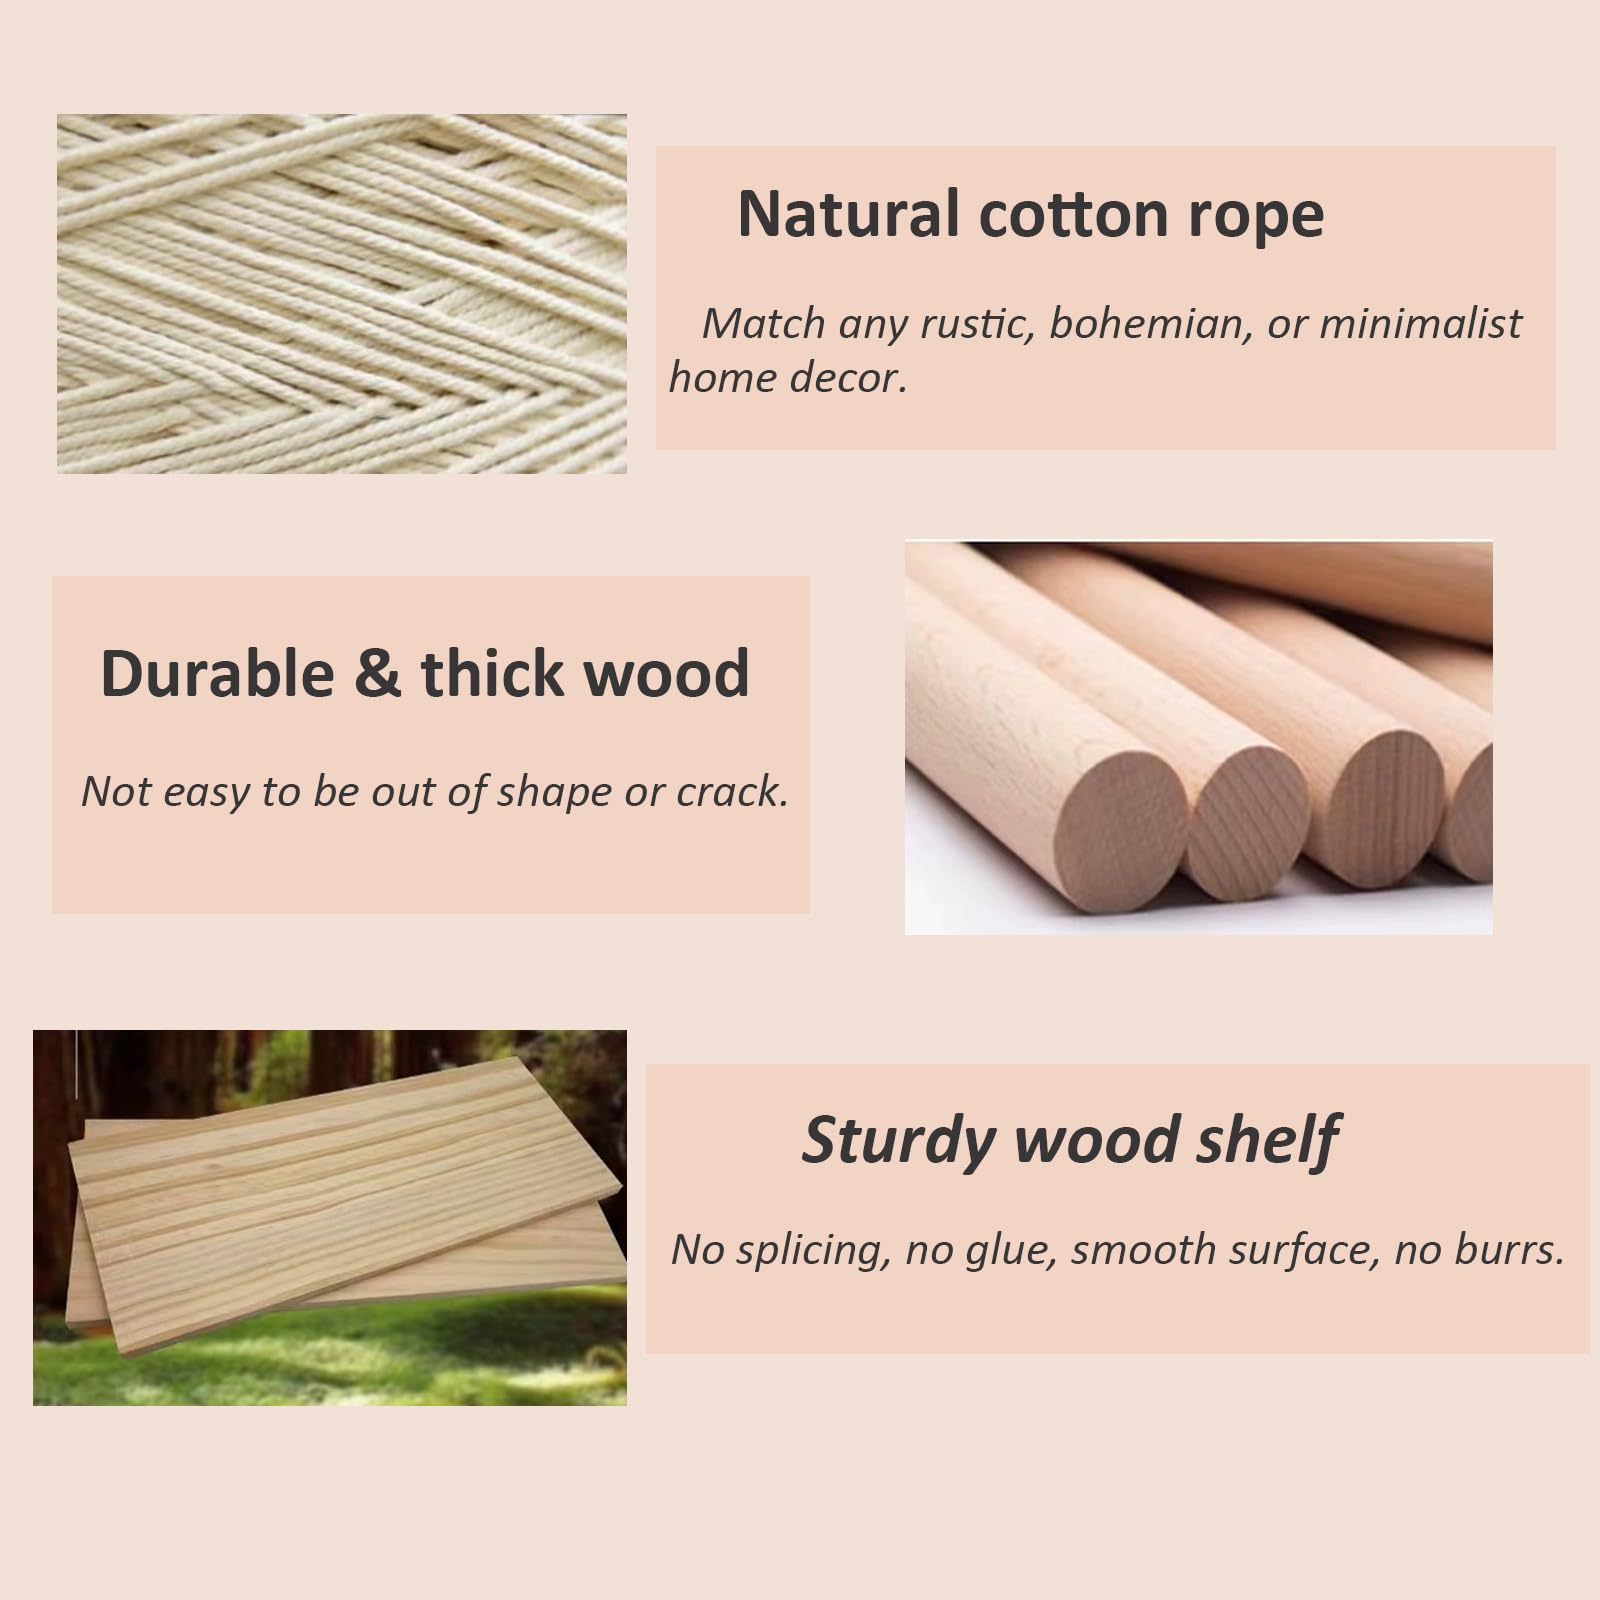 Natural cotton rope
Match any rustic, bohemian, or minimalist
home decor.
Durable & thick wood
Not easy to be out of shape or crack.
Sturdy wood shelf
No splicing, no glue, smooth surface, no burrs.